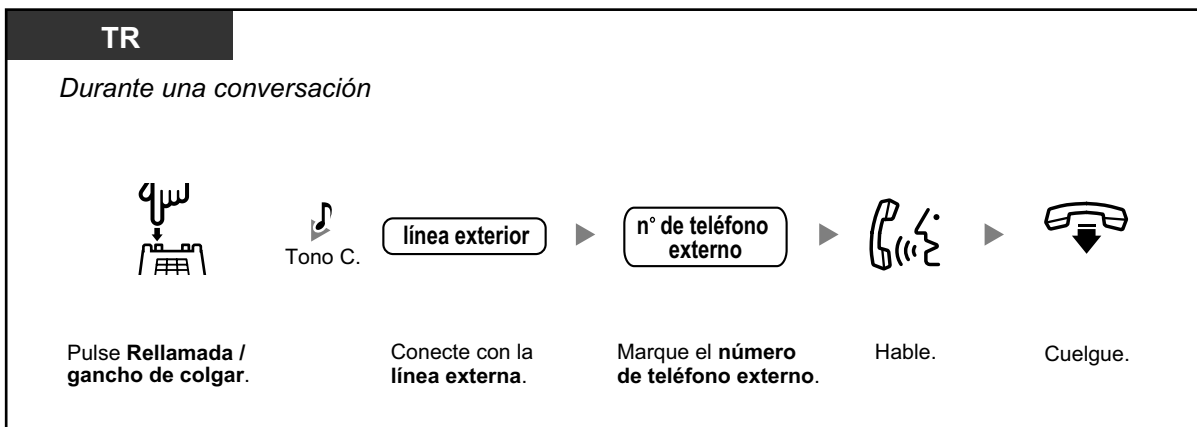 TR
Durante una conversación
Tono C.
línea exterior
n° de teléfono
externo
Pulse Rellamada /
gancho de colgar.
Conecte con la
línea externa.
Marque el número
de teléfono externo.
Hable.
Cuelgue.